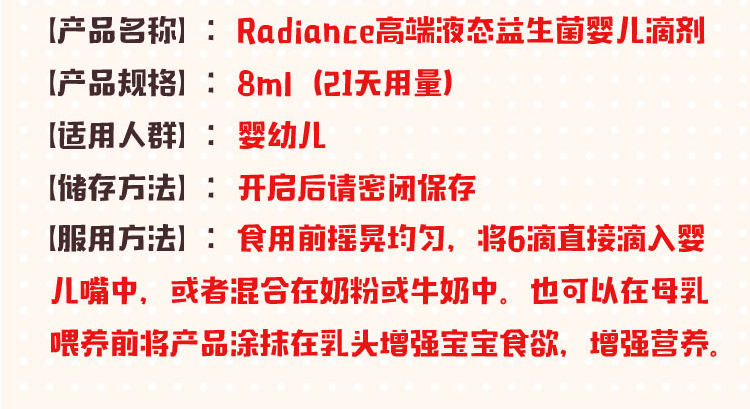 【产品名称】：Radiance高端液态益生菌婴儿滴剂
【产品规格】：8ml（21天用量）
【适用人群】：婴幼儿
【储存方法】：开启后请密闭保存
【服用方法】：食用前摇晃均匀，将6滴直接滴入婴
儿嘴中，或者混合在奶粉或牛奶中。也可以在母乳
喂养前将产品涂抹在乳头增强宝宝食欲，增强营养。